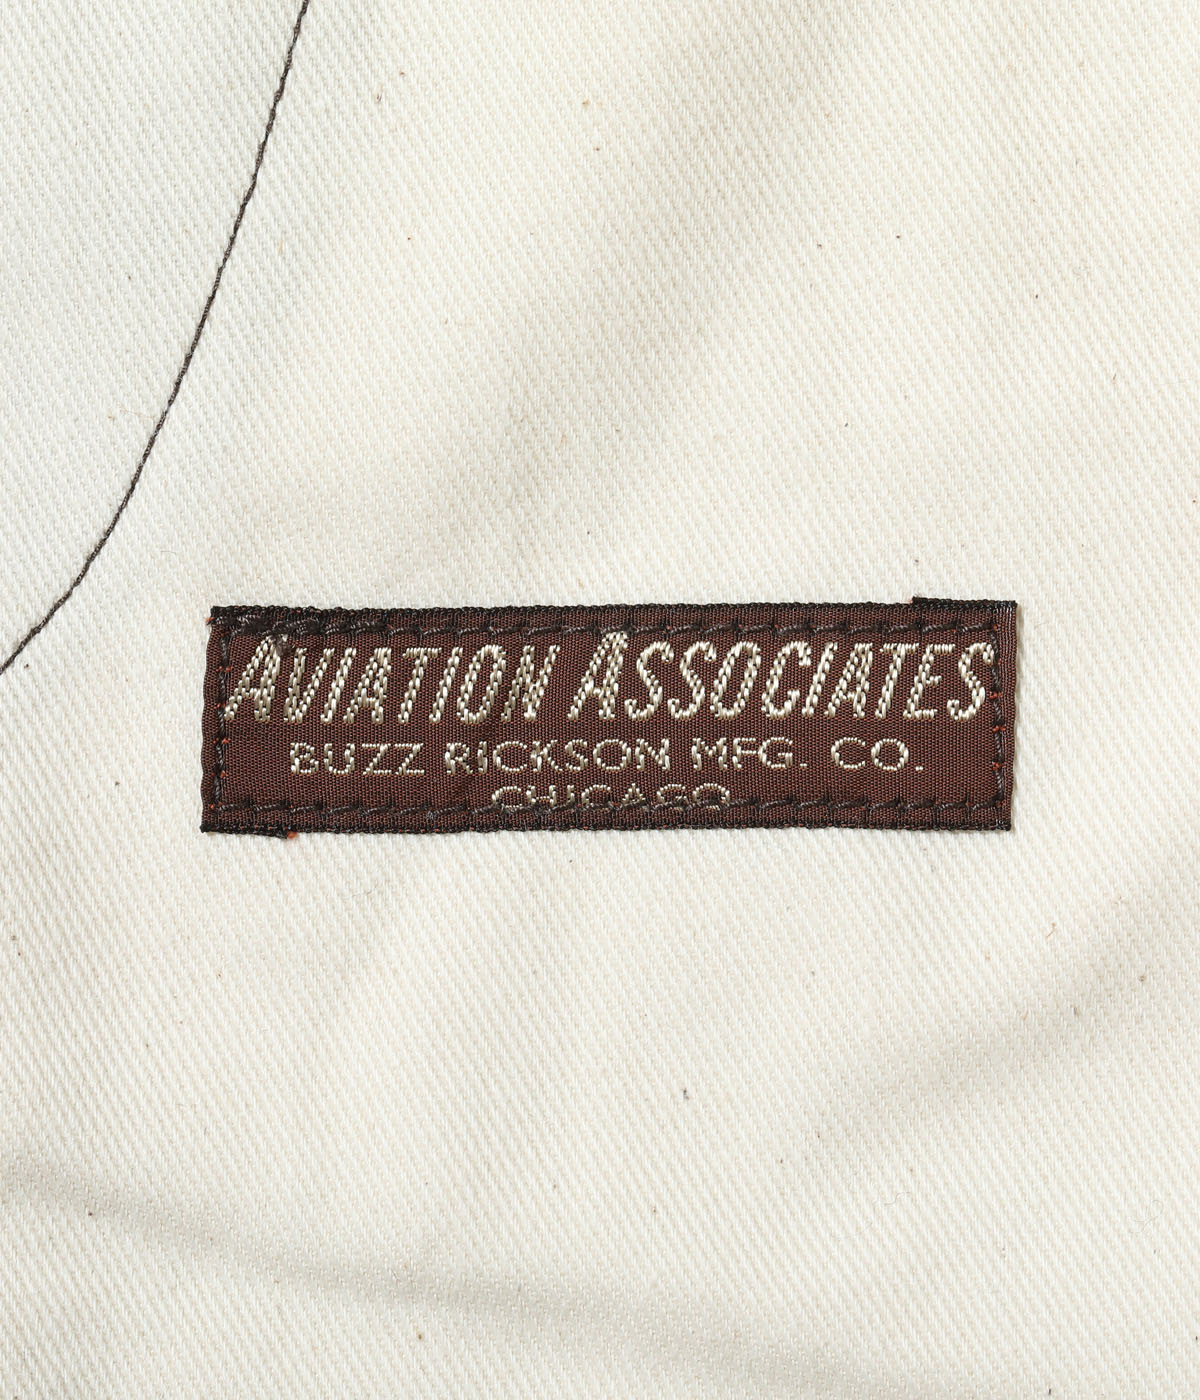 AVIATION ASSOCIATES
BUZZ RICKSON MFG. CO.
CHICAGO